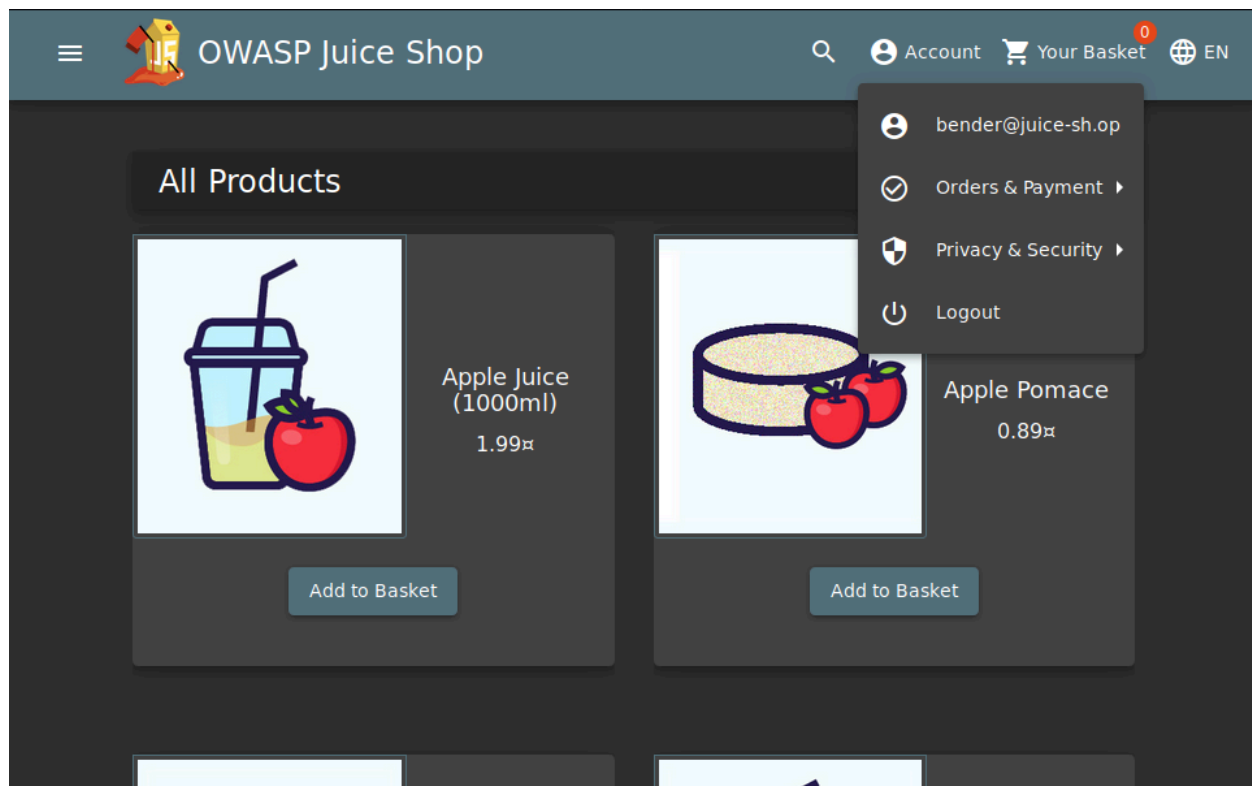 OWASP Juice Shop
Account
Your Basket
0
EN
bender@juice-sh.op
Orders & Payment
Privacy & Security
Logout
All Products
Apple Juice
(1000ml)
1.99¤
Add to Basket
Apple Pomace
0.89¤
Add to Basket